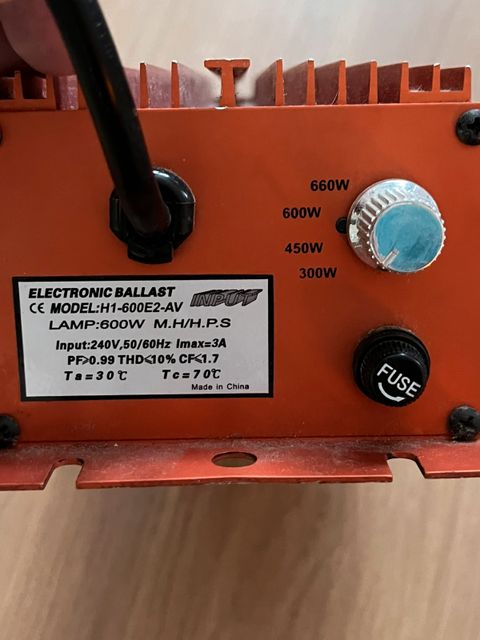 660W
600W
450W
300W
ELECTRONIC BALLAST INPUT
CE MODEL:H1-600E2-AV
LAMP:600W M.H/H.P.S
Input:240V,50/60Hz Imax=3A
PF>0.99 THD⩽10% CF⩽1.7
Ta=30℃ Tc=70℃
Made in China
FUSE